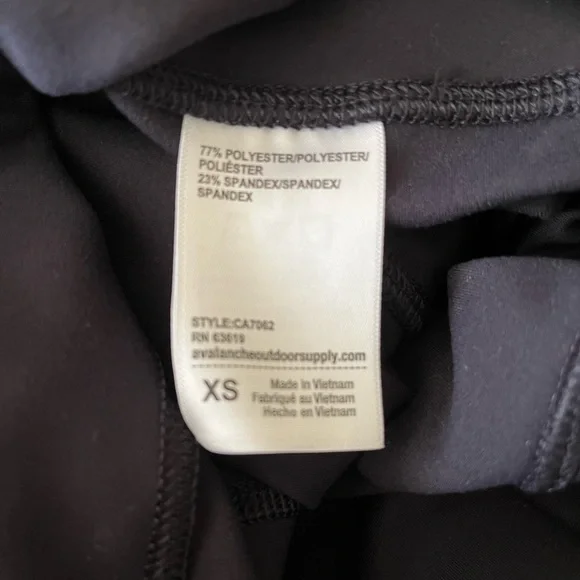 77% POLYESTER/POLYESTER/
POLIÉSTER
23% SPANDEX/SPANDEX/
SPANDEX
STYLE:CA7062
RN 63619
avalancheoutdoorsupply.com
XS
Made in Vietnam
Fabriqué au Vietnam
Hecho en Vietnam